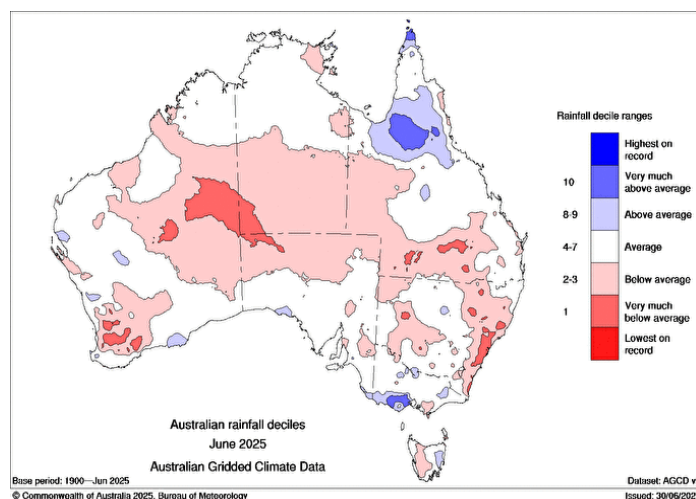 Rainfall decile ranges
Highest on
record
10
Very much
above average
8-9
Above average
4-7
Average
2-3
Below average
1
Very much
below average
Lowest on
record
Australian rainfall deciles
June 2025
Australian Gridded Climate Data
Base period: 1900—Jun 2025
Dataset: AGCD
© Commonwealth of Australia 2025, Bureau of Meteorology
Issued: 30/06/202